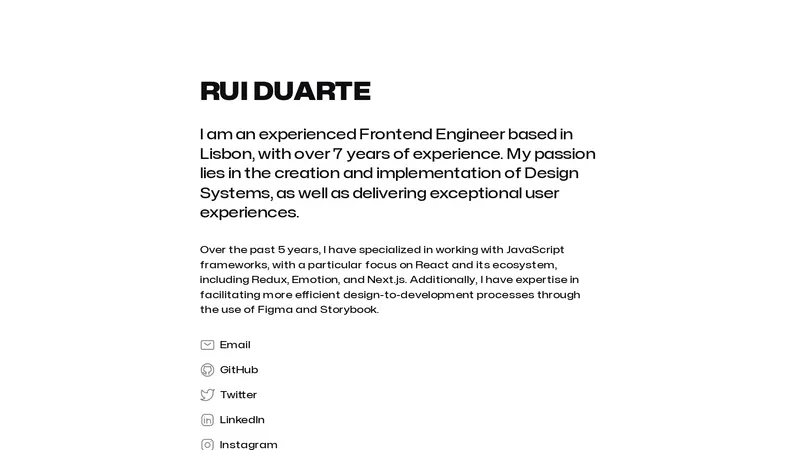 RUI DUARTE
I am an experienced Frontend Engineer based in
Lisbon, with over 7 years of experience. My passion
lies in the creation and implementation of Design
Systems, as well as delivering exceptional user
experiences.
Over the past 5 years, I have specialized in working with JavaScript
frameworks, with a particular focus on React and its ecosystem,
including Redux, Emotion, and Next.js. Additionally, I have expertise in
facilitating more efficient design-to-development processes through
the use of Figma and Storybook.
Email
GitHub
Twitter
LinkedIn
Instagram